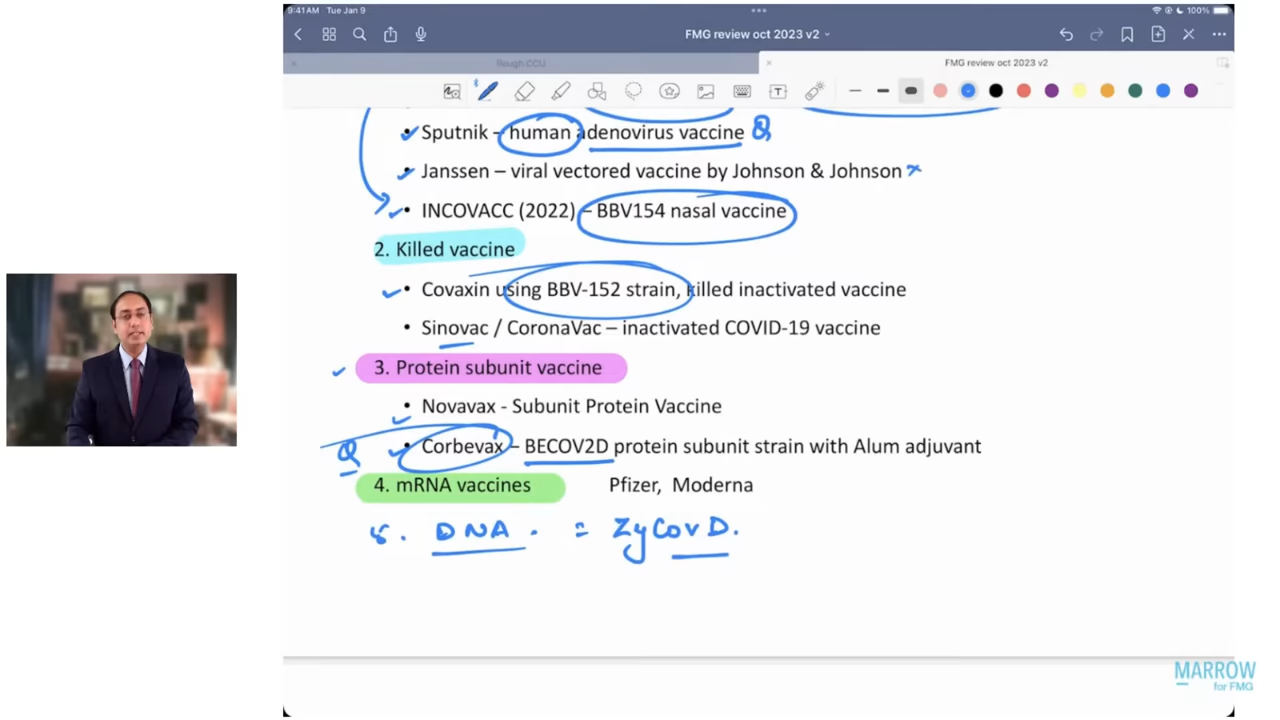 9:41 AM Tue Jan 9
100%
FMG review oct 2023 v2
Rough CCU
FMG review oct 2023 v2
• Sputnik – human adenovirus vaccine Q
• Janssen – viral vectored vaccine by Johnson & Johnson
• INCOVACC (2022) – BBV154 nasal vaccine
2. Killed vaccine
• Covaxin using BBV-152 strain, killed inactivated vaccine
• Sinovac / CoronaVac – inactivated COVID-19 vaccine
3. Protein subunit vaccine
• Novavax - Subunit Protein Vaccine
Q • Corbevax – BECOV2D protein subunit strain with Alum adjuvant
4. mRNA vaccines Pfizer, Moderna
5. DNA. = ZyCovD.
MARROW
for FMG